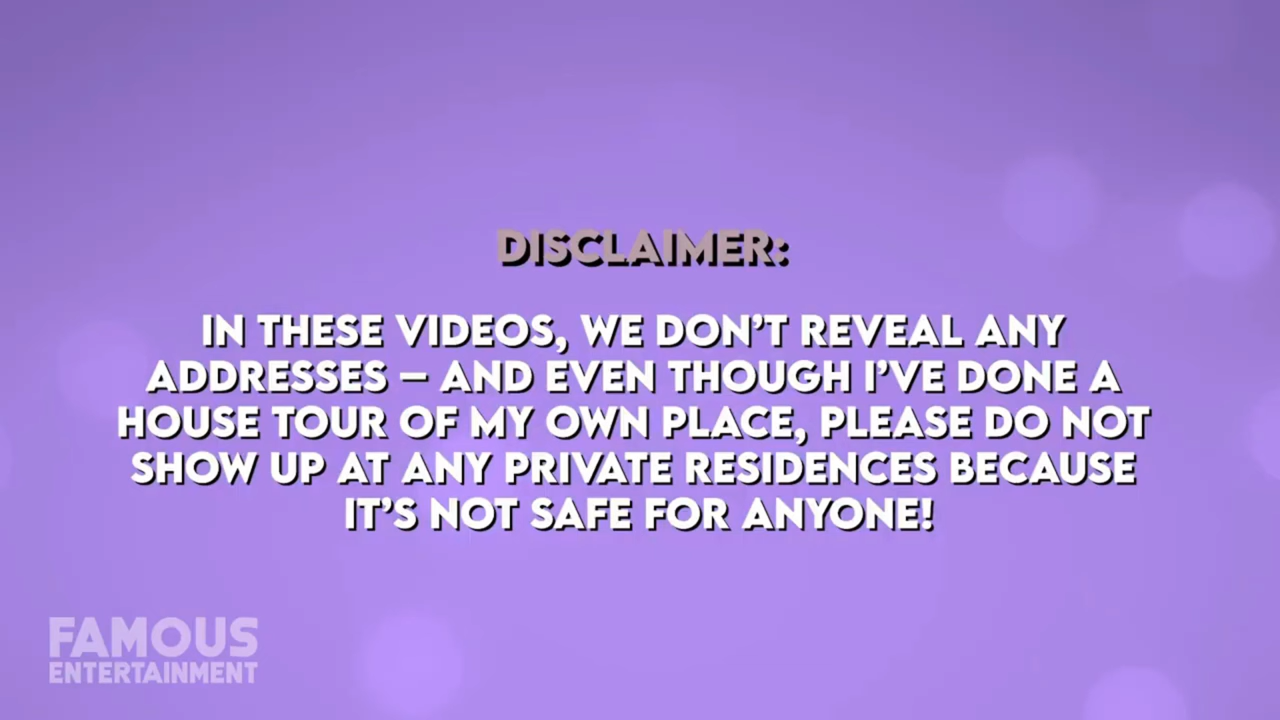 DISCLAIMER:
IN THESE VIDEOS, WE DON'T REVEAL ANY
ADDRESSES – AND EVEN THOUGH I'VE DONE A
HOUSE TOUR OF MY OWN PLACE, PLEASE DO NOT
SHOW UP AT ANY PRIVATE RESIDENCES BECAUSE
IT'S NOT SAFE FOR ANYONE!
FAMOUS
ENTERTAINMENT